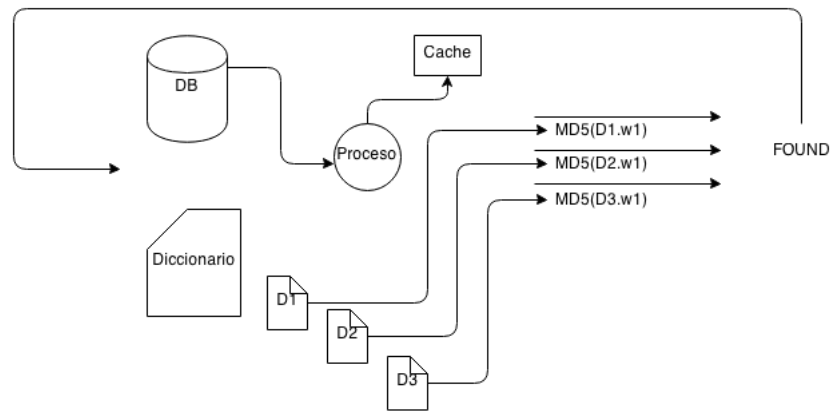 Cache
DB
MD5(D1.w1)
Proceso
MD5(D2.w1)
FOUND
MD5(D3.w1)
Diccionario
D1
D2
D3